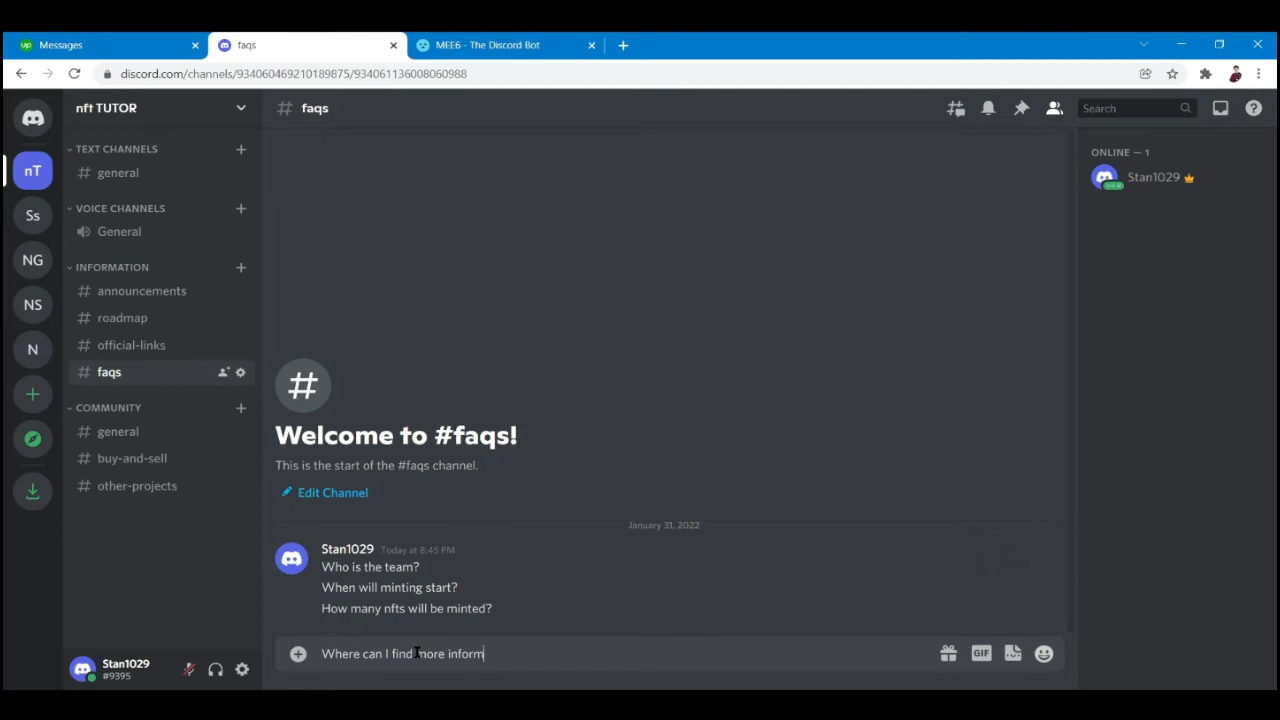 Messages
faqs
MEE6 - The Discord Bot
discord.com/channels/934060469210189875/934061136008060988
nft TUTOR
faqs
Search
TEXT CHANNELS
general
VOICE CHANNELS
General
INFORMATION
announcements
roadmap
official-links
faqs
COMMUNITY
general
buy-and-sell
other-projects
nT
Ss
NG
NS
N
Stan1029
#9395
Welcome to #faqs!
This is the start of the #faqs channel.
Edit Channel
January 31, 2022
Stan1029 Today at 8:45 PM
Who is the team?
When will minting start?
How many nfts will be minted?
Where can I find more inform
GIF
ONLINE — 1
Stan1029